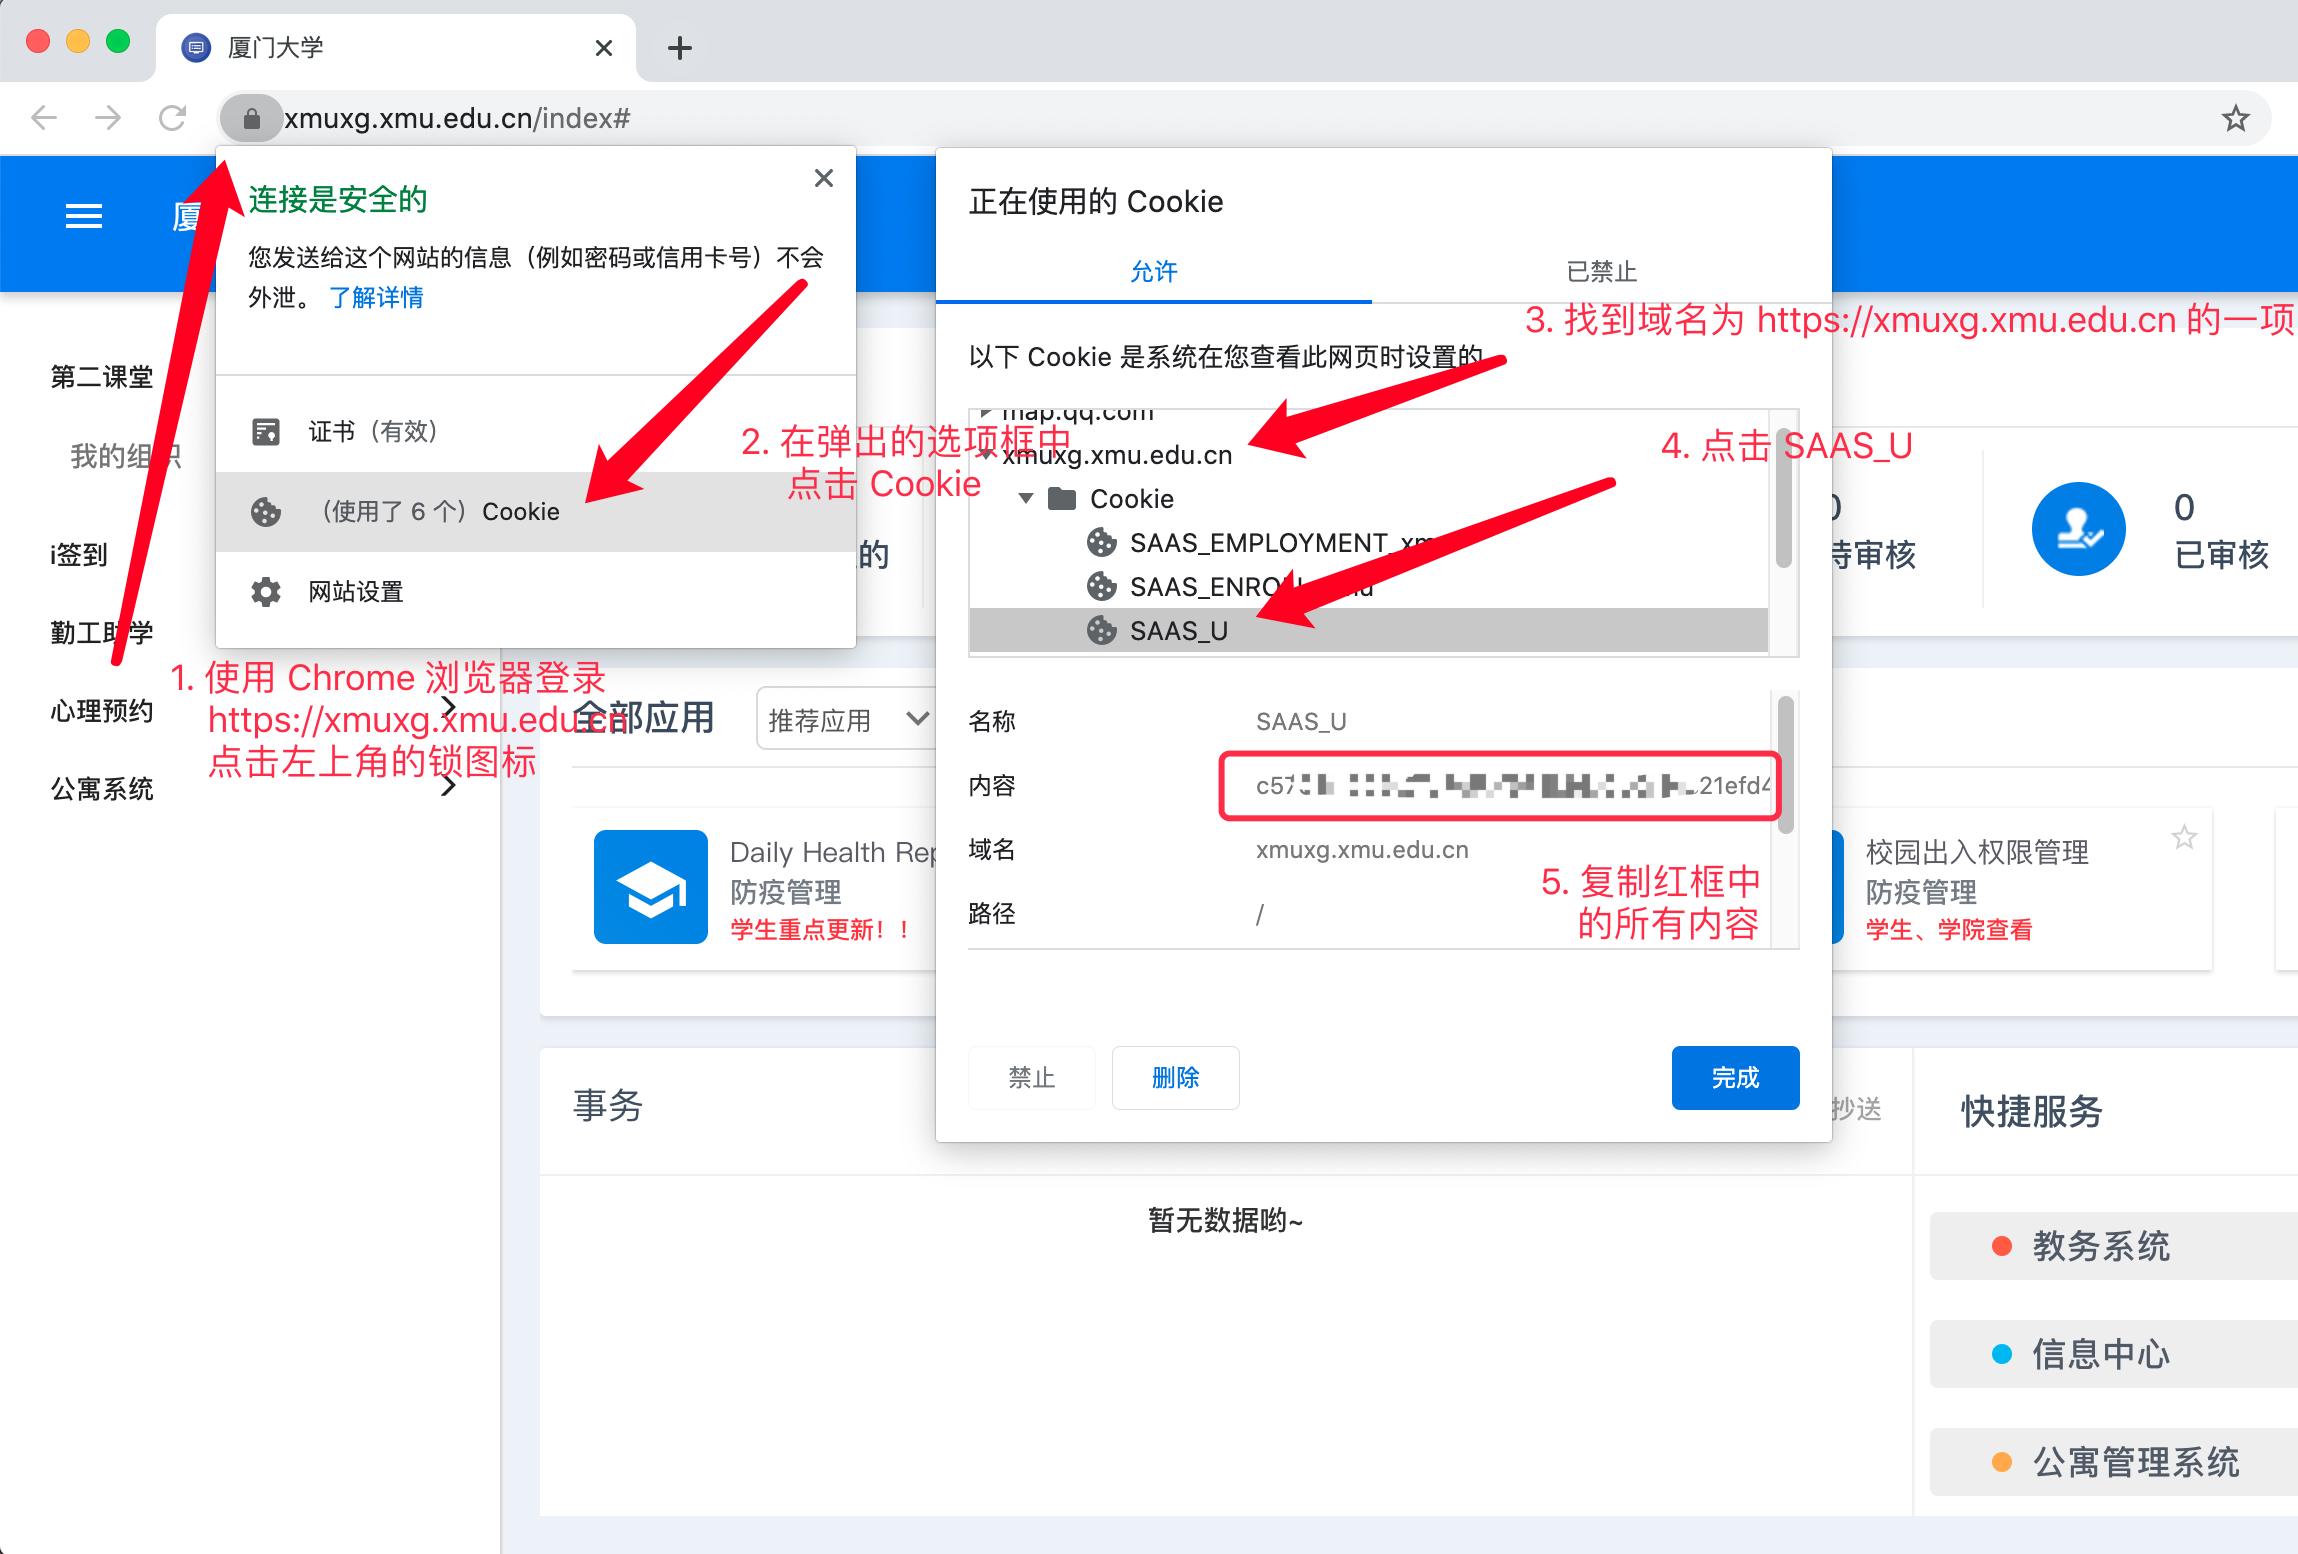 厦门大学
xmuxg.xmu.edu.cn/index#
厦
连接是安全的
您发送给这个网站的信息（例如密码或信用卡号）不会
外泄。 了解详情
证书（有效）
（使用了 6 个） Cookie
网站设置
正在使用的 Cookie
允许
已禁止
以下 Cookie 是系统在您查看此网页时设置的
map.qq.com
xmuxg.xmu.edu.cn
Cookie
SAAS_U
名称
SAAS_U
内容
域名
xmuxg.xmu.edu.cn
路径
/
禁止
删除
完成
1. 使用 Chrome 浏览器登录
https://xmuxg.xmu.edu.cn
点击左上角的锁图标
2. 在弹出的选项框中
点击 Cookie
3. 找到域名为 https://xmuxg.xmu.edu.cn 的一项
4. 点击 SAAS_U
5. 复制红框中
的所有内容
第二课堂
我的组织
i签到
勤工助学
心理预约
公寓系统
的
待审核
0
已审核
全部应用
推荐应用
Daily Health
防疫管理
学生重点更新！！
校园出入权限管理
防疫管理
学生、学院查看
事务
抄送
暂无数据哟~
快捷服务
教务系统
信息中心
公寓管理系统